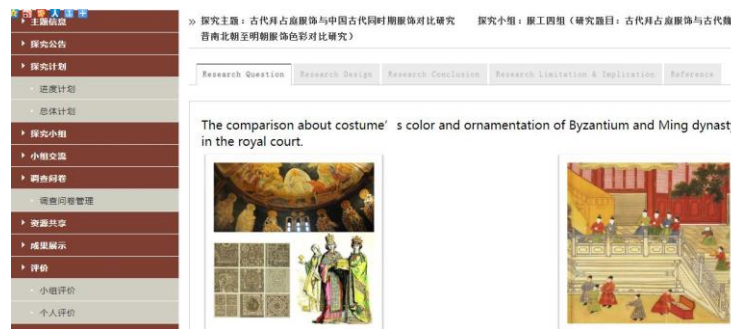 主题信息
探究公告
探究计划
进度计划
总体计划
探究小组
小组交流
调查问卷
调查问卷管理
资源共享
成果展示
评价
小组评价
个人评价
» 探究主题：古代拜占庭服饰与中国古代同时期服饰对比研究 探究小组：服工四组（研究题目：古代拜占庭服饰与古代魏
晋南北朝至明朝服饰色彩对比研究）
Research Question Research Design Research Conclusion Research Limitation & Implication Reference
The comparison about costume' s color and ornamentation of Byzantium and Ming dynasty
in the royal court.